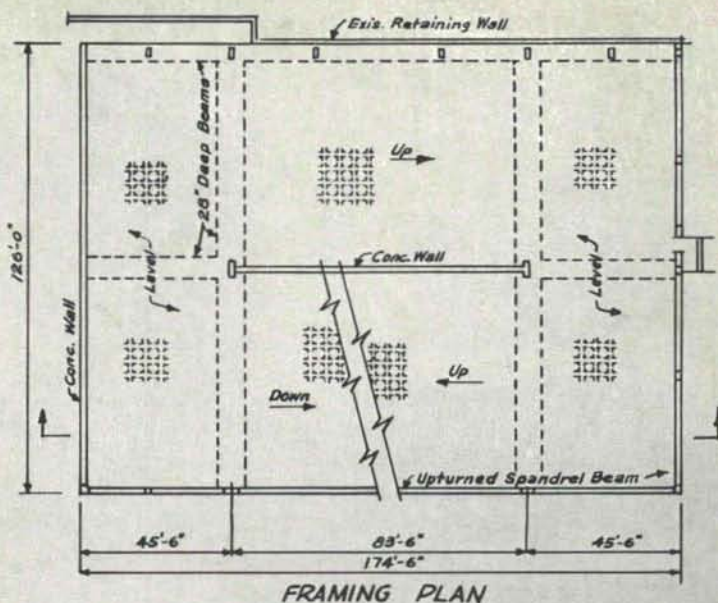 Exis. Retaining Wall
28" Deep Beams
Up
Level
Conc. Wall
Level
126'-0"
Conc. Wall
Down
Up
Upturned Spandrel Beam
45'-6"
83'-6"
45'-6"
174'-6"
FRAMING PLAN